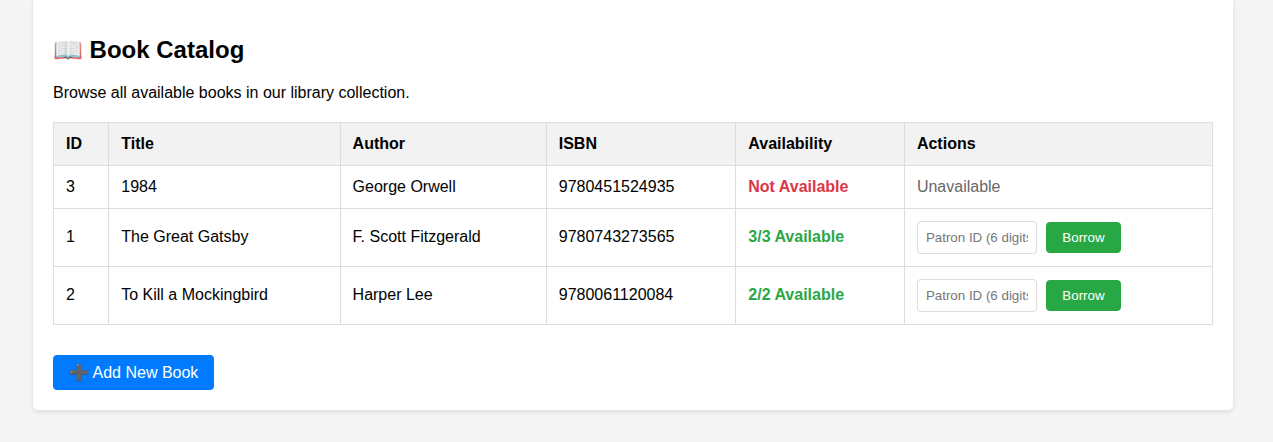 📖 Book Catalog
Browse all available books in our library collection.
ID Title Author ISBN Availability Actions
3 1984 George Orwell 9780451524935 Not Available Unavailable
1 The Great Gatsby F. Scott Fitzgerald 9780743273565 3/3 Available Patron ID (6 digits Borrow
2 To Kill a Mockingbird Harper Lee 9780061120084 2/2 Available Patron ID (6 digits Borrow
➕ Add New Book